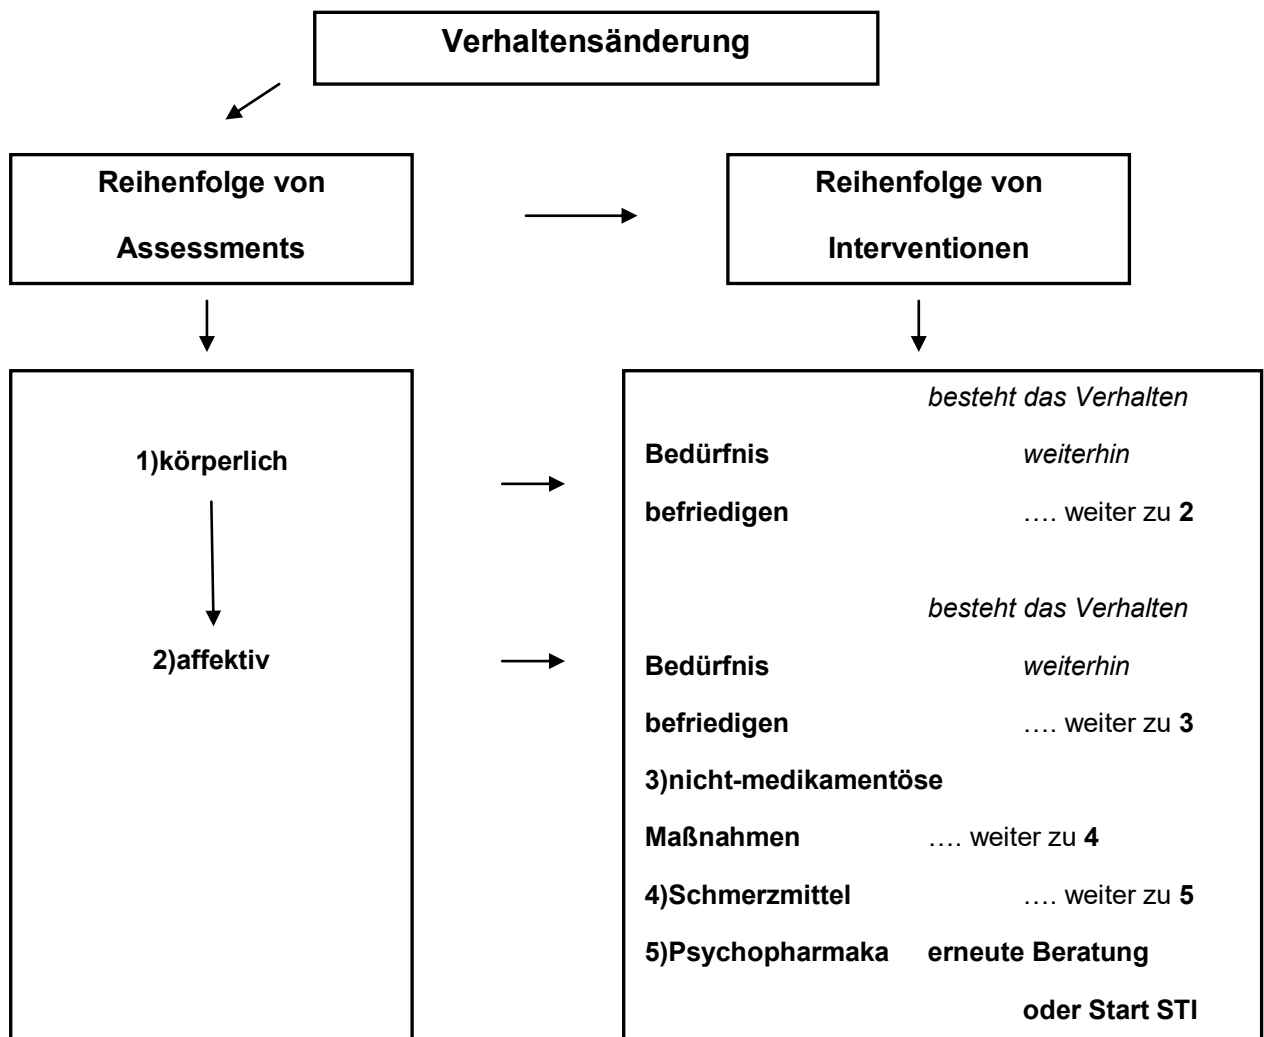 Verhaltensänderung
Reihenfolge von
Assessments
Reihenfolge von
Interventionen
1)körperlich
2)affektiv
besteht das Verhalten
Bedürfnis weiterhin
befriedigen …. weiter zu 2
besteht das Verhalten
Bedürfnis weiterhin
befriedigen …. weiter zu 3
3)nicht-medikamentöse
Maßnahmen …. weiter zu 4
4)Schmerzmittel …. weiter zu 5
5)Psychopharmaka erneute Beratung
oder Start STI